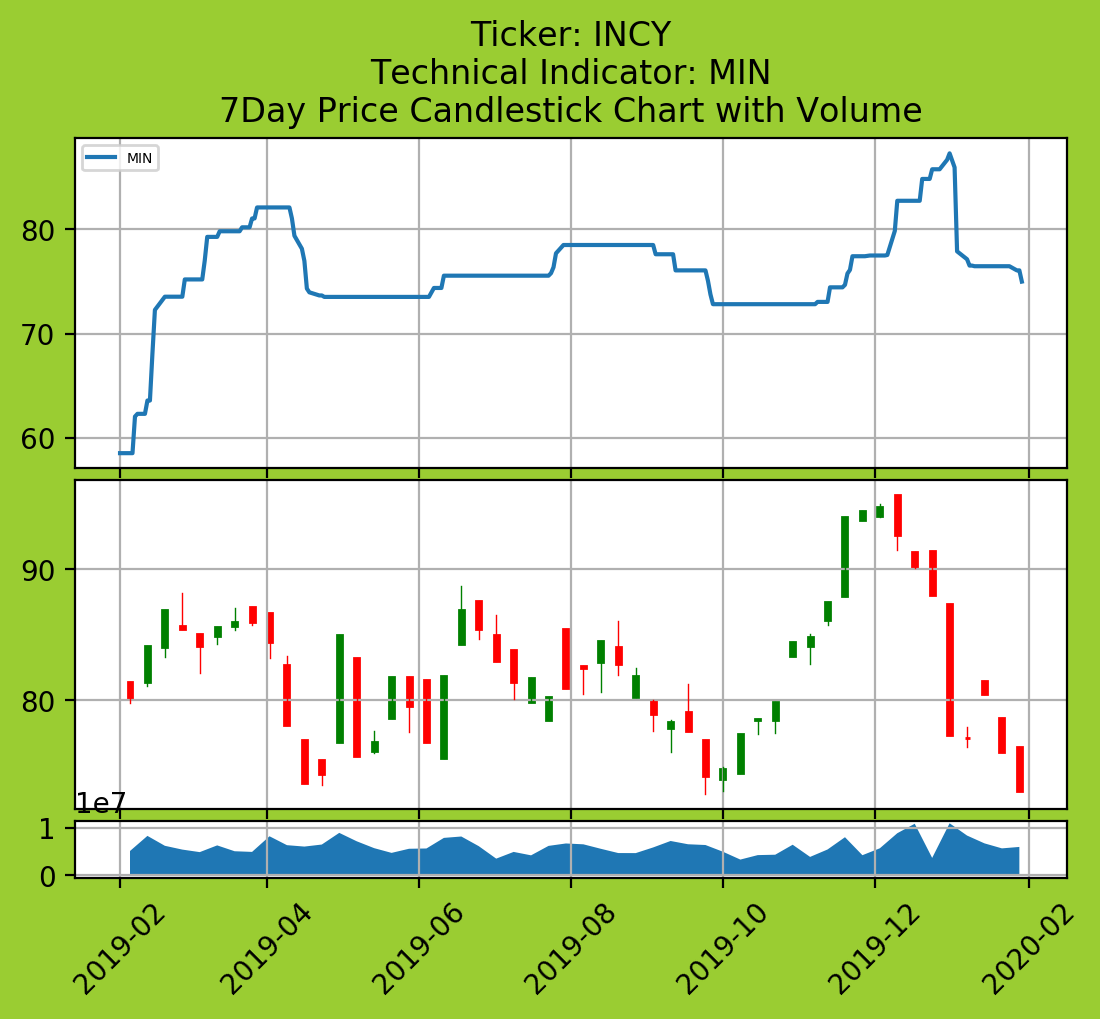 Ticker: INCY
Technical Indicator: MIN
7Day Price Candlestick Chart with Volume
MIN
80
70
60
90
80
1e7
1
0
2019-02
2019-04
2019-06
2019-08
2019-10
2019-12
2020-02